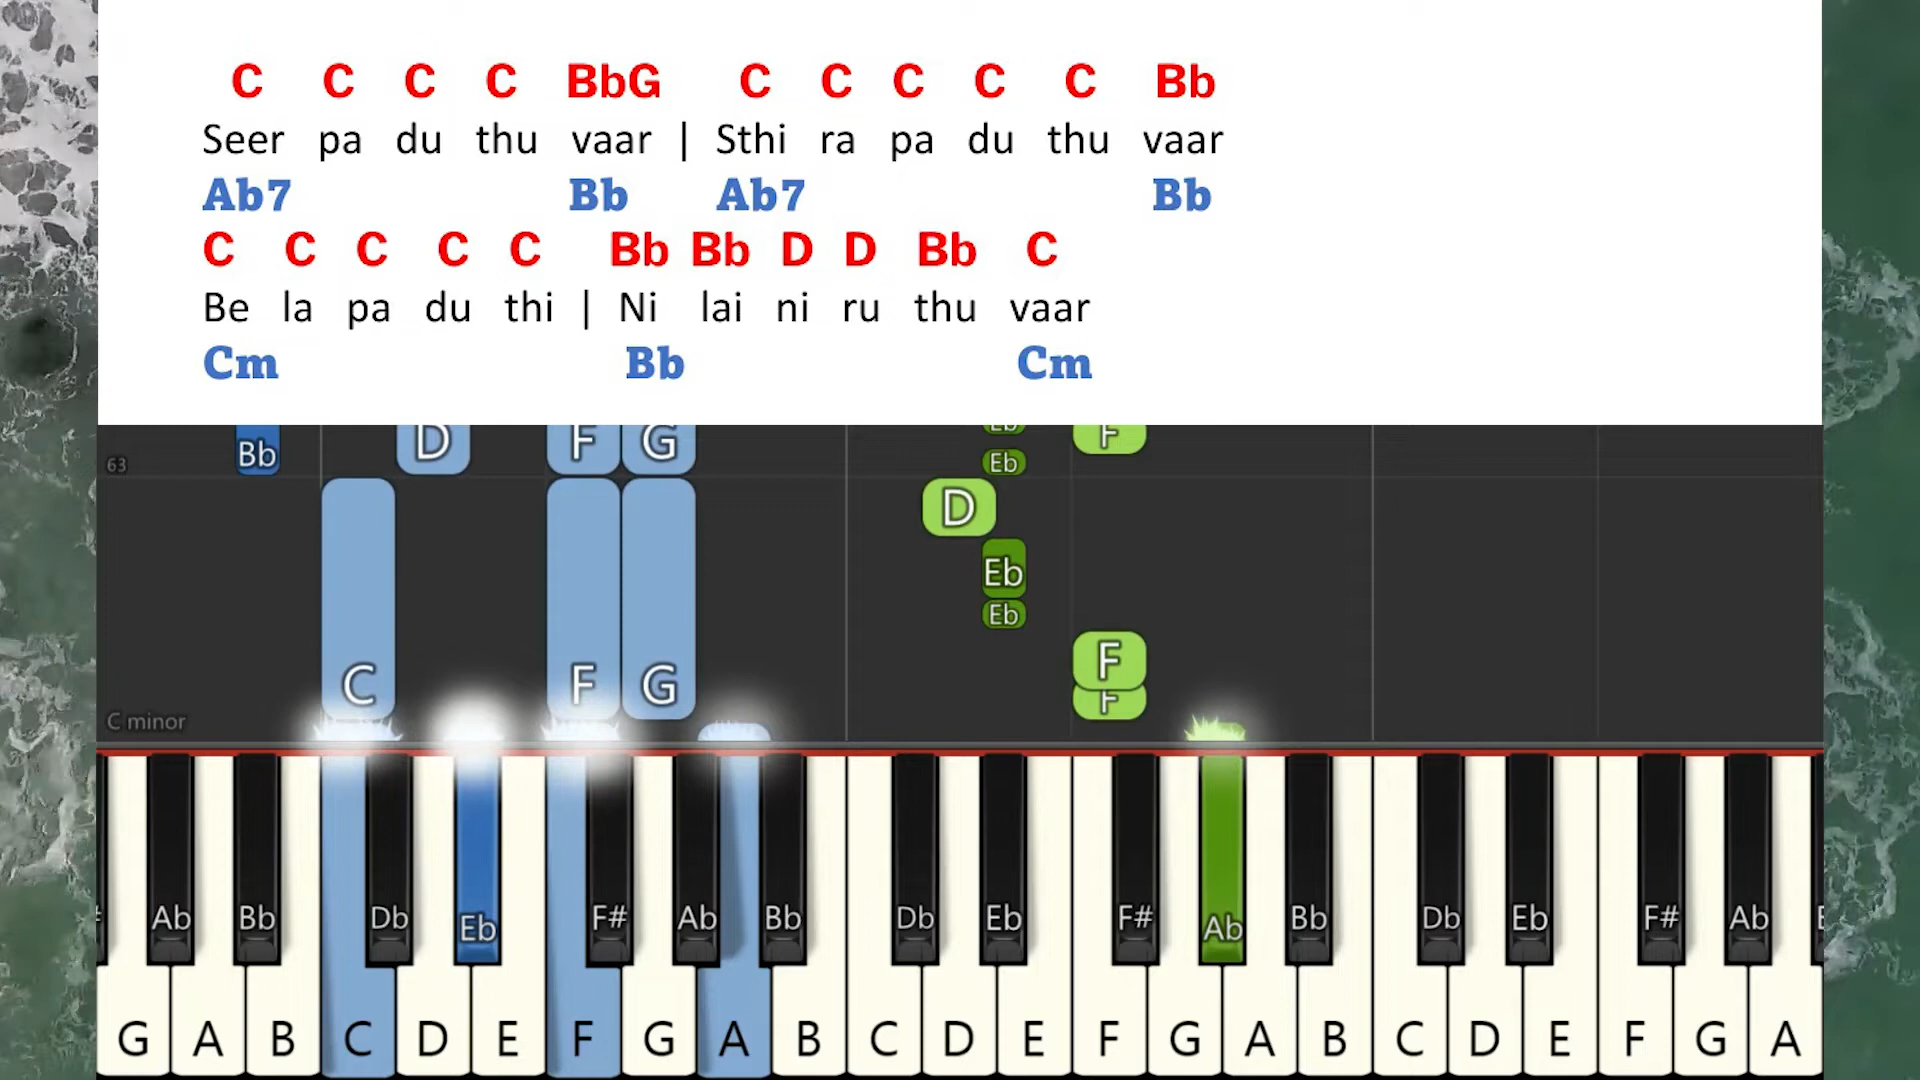 C C C C BbG C C C C C Bb
Seer pa du thu vaar | Sthi ra pa du thu vaar
Ab7 Bb Ab7 Bb
C C C C C Bb Bb D D Bb C
Be la pa du thi | Ni lai ni ru thu vaar
Cm Bb Cm
Eb F
63 Bb D F G Eb
D
Eb
Eb
C F G F
F
C minor
Ab Bb Db Eb F# Ab Bb Db Eb F# Ab Bb Db Eb F# Ab
G A B C D E F G A B C D E F G A B C D E F G A